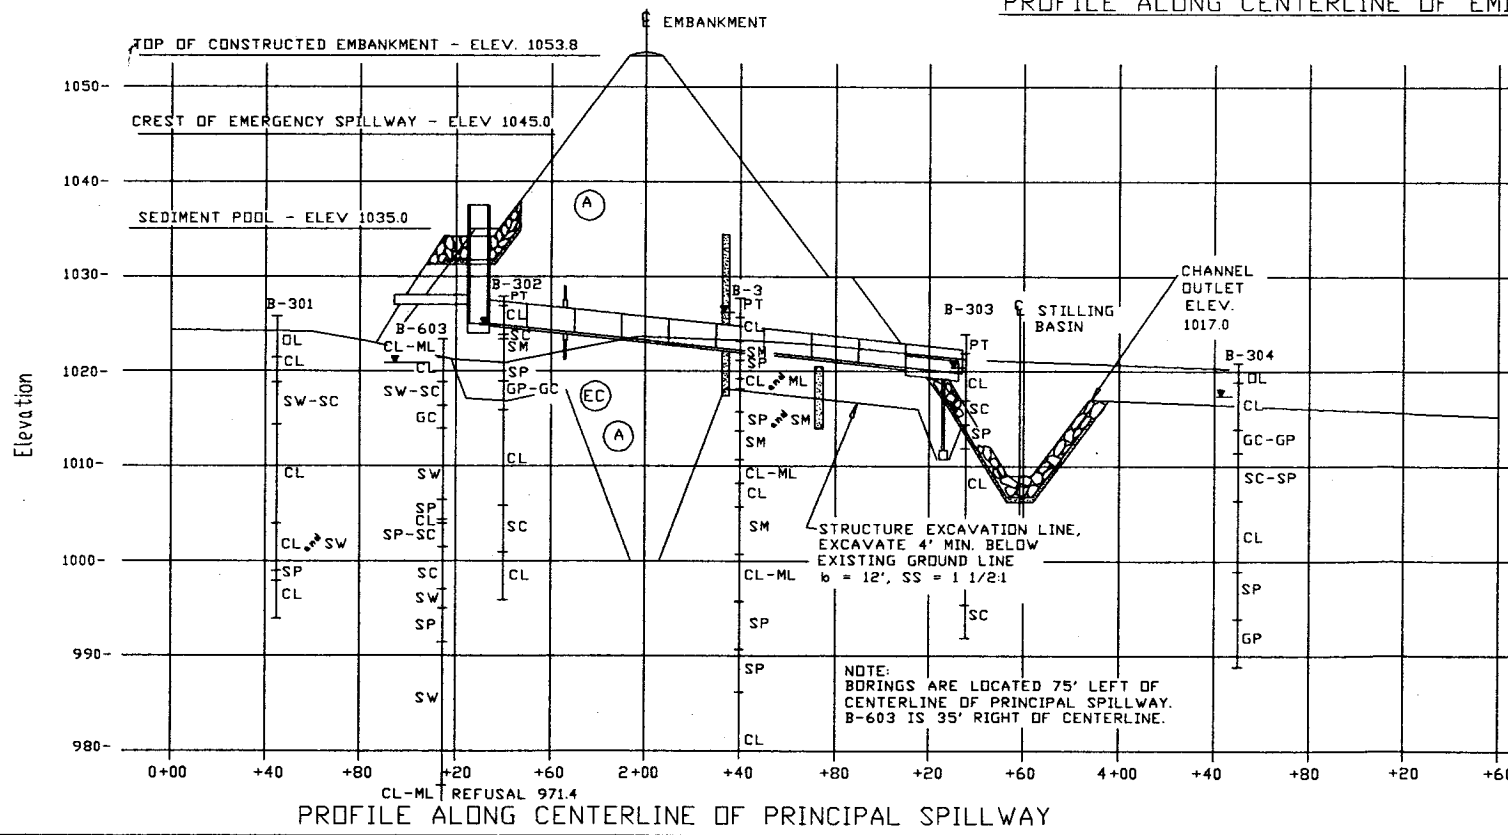 PROFILE ALONG CENTERLINE OF EM
℄ EMBANKMENT
TOP OF CONSTRUCTED EMBANKMENT - ELEV. 1053.8
1050-
CREST OF EMERGENCY SPILLWAY - ELEV 1045.0
1040-
A
SEDIMENT POOL - ELEV 1035.0
1030-
CHANNEL
OUTLET
ELEV.
1017.0
B-301
OL
CL
SW-SC
CL
CL and SW
SP
CL
B-603
CL-ML
CL
SW-SC
GC
SW
SP
CL
SP-SC
SC
SW
SP
SW
CL-ML
REFUSAL 971.4
B-302
PT
CL
SC
SM
SP
GP-GC
CL
SC
CL
EC
A
B-3
PT
CL
SM
SP
CL and ML
SP and SM
SM
CL-ML
CL
SM
CL-ML
SP
SP
CL
B-303
PT
CL
SC
SP
CL
SC
℄ STILLING
BASIN
B-304
OL
CL
GC-GP
SC-SP
CL
SP
GP
1020-
1010-
1000-
990-
980-
Elevation
STRUCTURE EXCAVATION LINE,
EXCAVATE 4' MIN. BELOW
EXISTING GROUND LINE
b = 12', SS = 1 1/2:1
NOTE:
BORINGS ARE LOCATED 75' LEFT OF
CENTERLINE OF PRINCIPAL SPILLWAY.
B-603 IS 35' RIGHT OF CENTERLINE.
0+00 +40 +80 +20 +60 2+00 +40 +80 +20 +60 4+00 +80 +20 +60
PROFILE ALONG CENTERLINE OF PRINCIPAL SPILLWAY